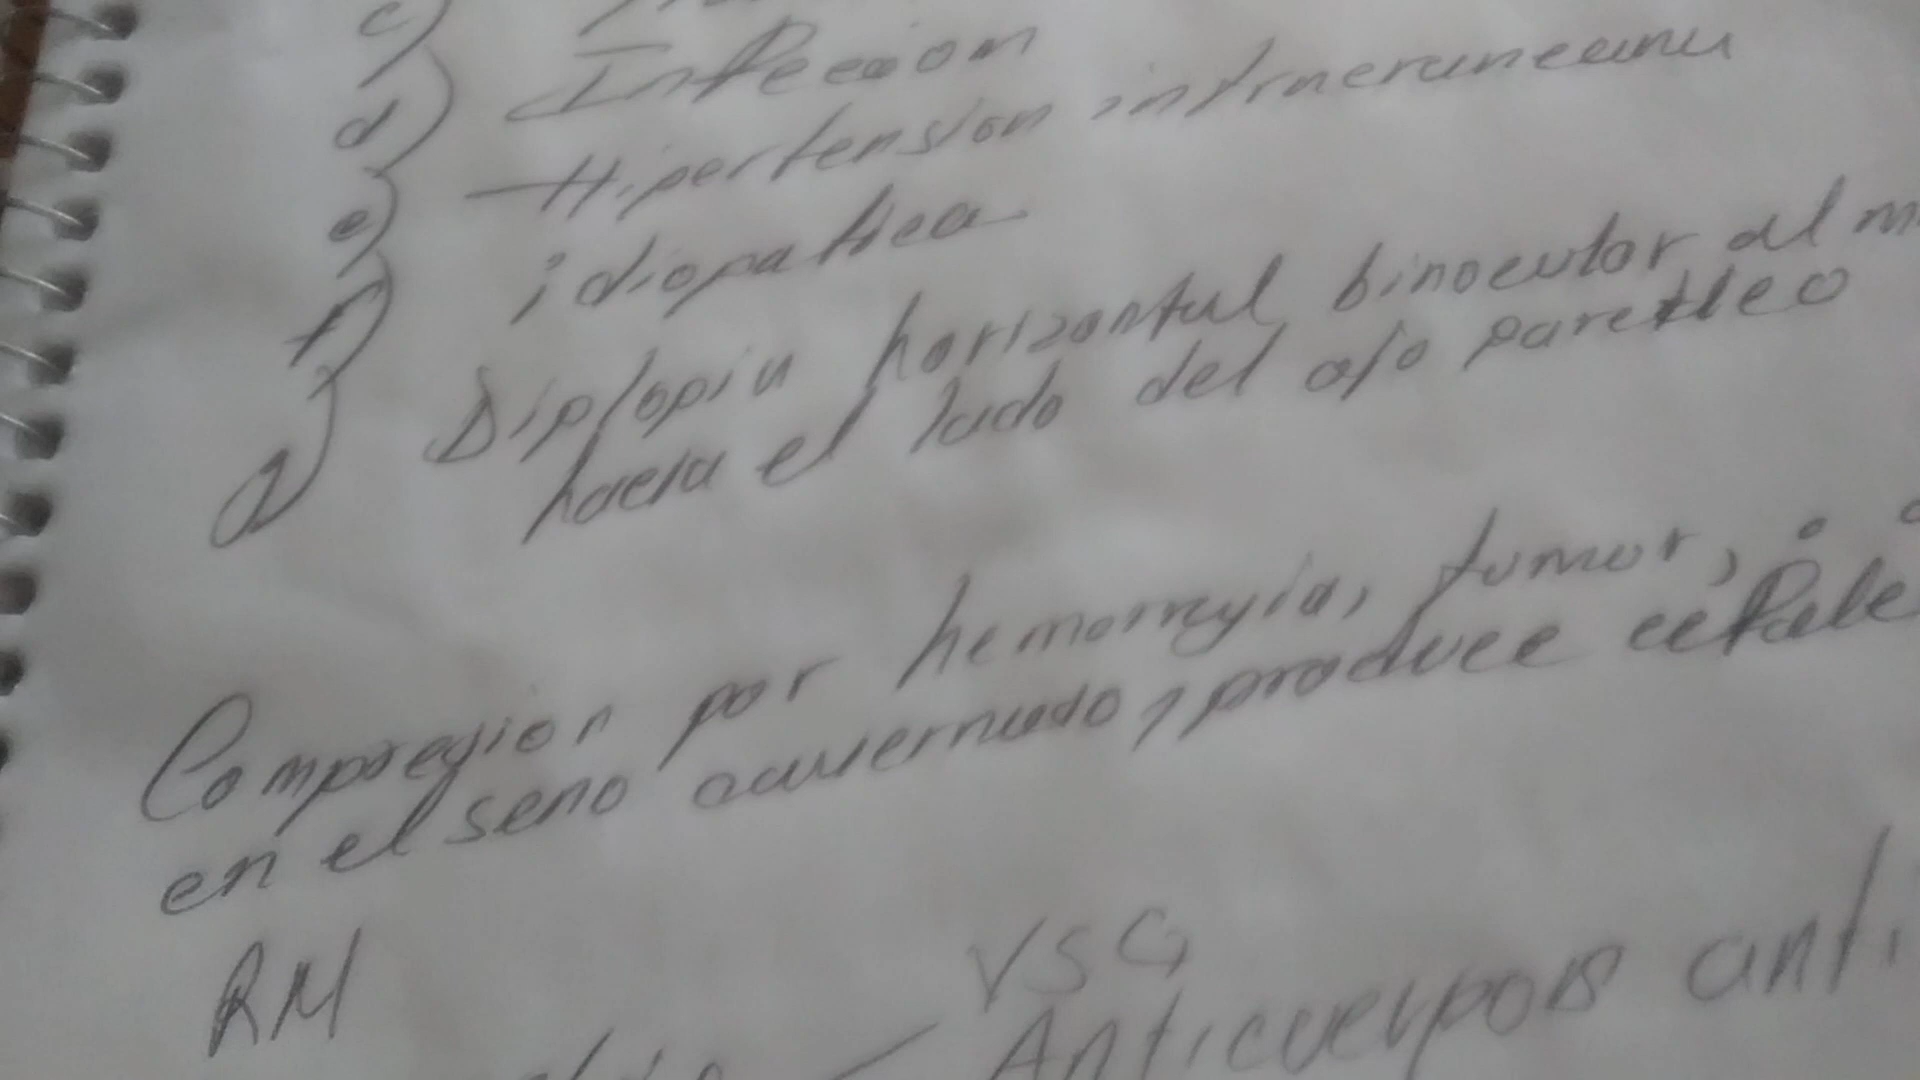 c)
d) Infeccion
e) Hipertension intracraneana
f) idiopatica
g) Diplopia horizontal binocular al
hacia el lado del ojo paretico
Compresion por hemorragia, tumor,
en el seno cavernoso, produce cefale
RM
VSG
Anticuerpos anti